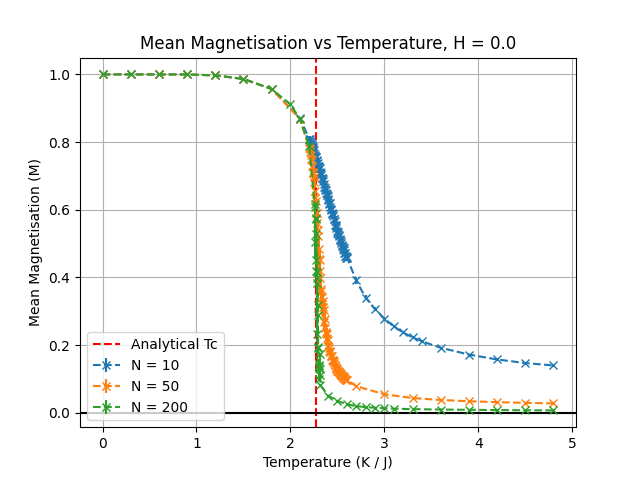 Mean Magnetisation vs Temperature, H = 0.0
Mean Magnetisation (M)
1.0
0.8
0.6
0.4
0.2
0.0
Analytical Tc
N = 10
N = 50
N = 200
0 1 2 3 4 5
Temperature (K / J)